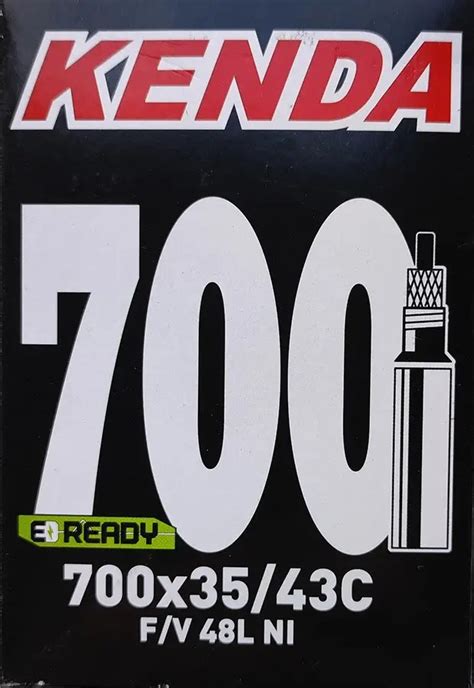 KENDA
700
E READY
700x35/43C
F/V 48L NI